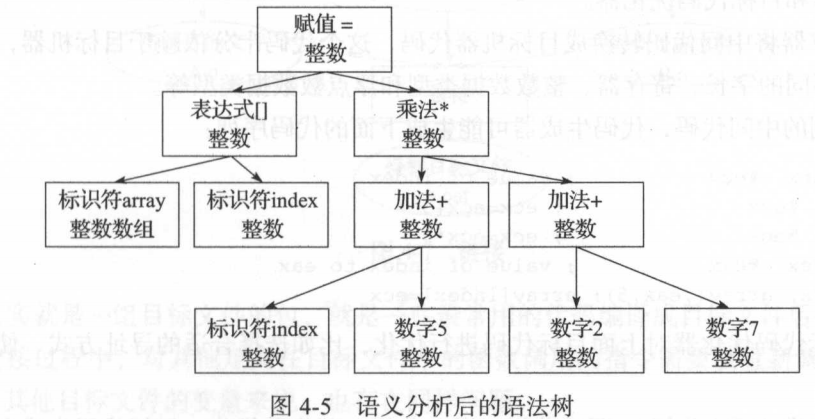 赋值 =
整数
表达式[]
整数
乘法*
整数
标识符array
整数数组
标识符index
整数
加法+
整数
加法+
整数
标识符index
整数
数字5
整数
数字2
整数
数字7
整数
图 4-5 语义分析后的语法树